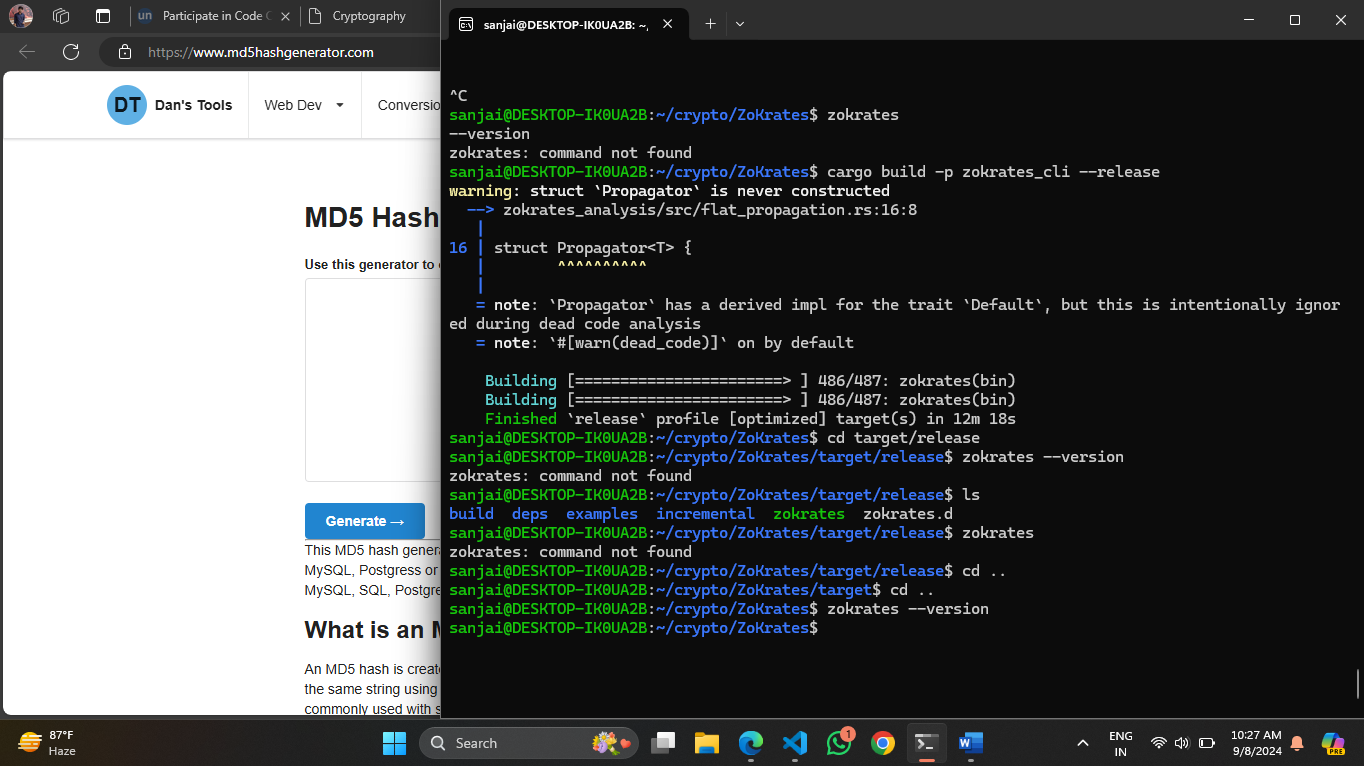 un Participate in Code C
Cryptography
https://www.md5hashgenerator.com
DT Dan's Tools
Web Dev
Conversio
MD5 Hash
Use this generator to
Generate →
This MD5 hash genera
MySQL, Postgress or
MySQL, SQL, Postgre
What is an M
An MD5 hash is create
the same string using
commonly used with s
sanjai@DESKTOP-IK0UA2B: ~,
^C
sanjai@DESKTOP-IK0UA2B:~/crypto/ZoKrates$ zokrates
--version
zokrates: command not found
sanjai@DESKTOP-IK0UA2B:~/crypto/ZoKrates$ cargo build -p zokrates_cli --release
warning: struct `Propagator` is never constructed
--> zokrates_analysis/src/flat_propagation.rs:16:8
|
16 | struct Propagator<T> {
| ^^^^^^^^^^
|
= note: `Propagator` has a derived impl for the trait `Default`, but this is intentionally ignor
ed during dead code analysis
= note: `#[warn(dead_code)]` on by default
Building [=======================> ] 486/487: zokrates(bin)
Building [=======================> ] 486/487: zokrates(bin)
Finished `release` profile [optimized] target(s) in 12m 18s
sanjai@DESKTOP-IK0UA2B:~/crypto/ZoKrates$ cd target/release
sanjai@DESKTOP-IK0UA2B:~/crypto/ZoKrates/target/release$ zokrates --version
zokrates: command not found
sanjai@DESKTOP-IK0UA2B:~/crypto/ZoKrates/target/release$ ls
build deps examples incremental zokrates zokrates.d
sanjai@DESKTOP-IK0UA2B:~/crypto/ZoKrates/target/release$ zokrates
zokrates: command not found
sanjai@DESKTOP-IK0UA2B:~/crypto/ZoKrates/target/release$ cd ..
sanjai@DESKTOP-IK0UA2B:~/crypto/ZoKrates/target$ cd ..
sanjai@DESKTOP-IK0UA2B:~/crypto/ZoKrates$ zokrates --version
sanjai@DESKTOP-IK0UA2B:~/crypto/ZoKrates$
87°F
Haze
Search
1
ENG
IN
10:27 AM
9/8/2024
PRE